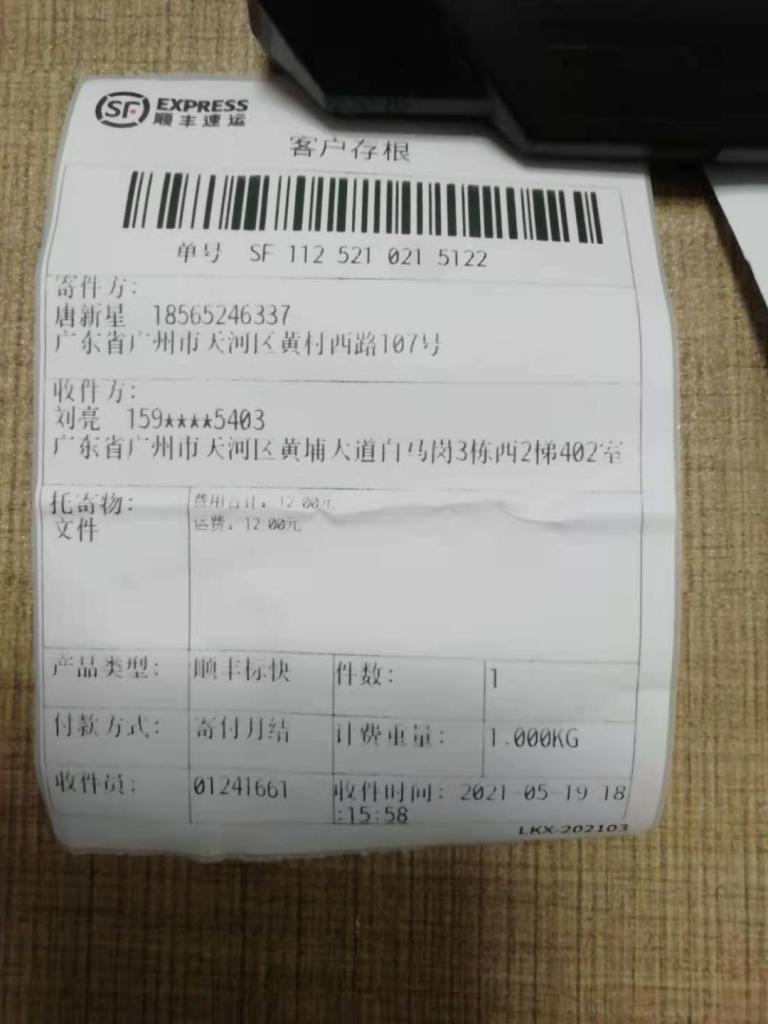 SF EXPRESS
顺丰速运
客户存根
单号 SF 112 521 021 5122
寄件方:
唐新星 18565246337
广东省广州市天河区黄村西路107号
收件方:
刘亮 159****5403
广东省广州市天河区黄埔大道白马岗3栋西2梯402室
托寄物:
文件
费用合计: 12.00元
运费: 12.00元
产品类型: 顺丰标快 件数: 1
付款方式: 寄付月结 计费重量: 1.000KG
收件员: 01241661 收件时间: 2021-05-19 18
:15:58
LKX-202103